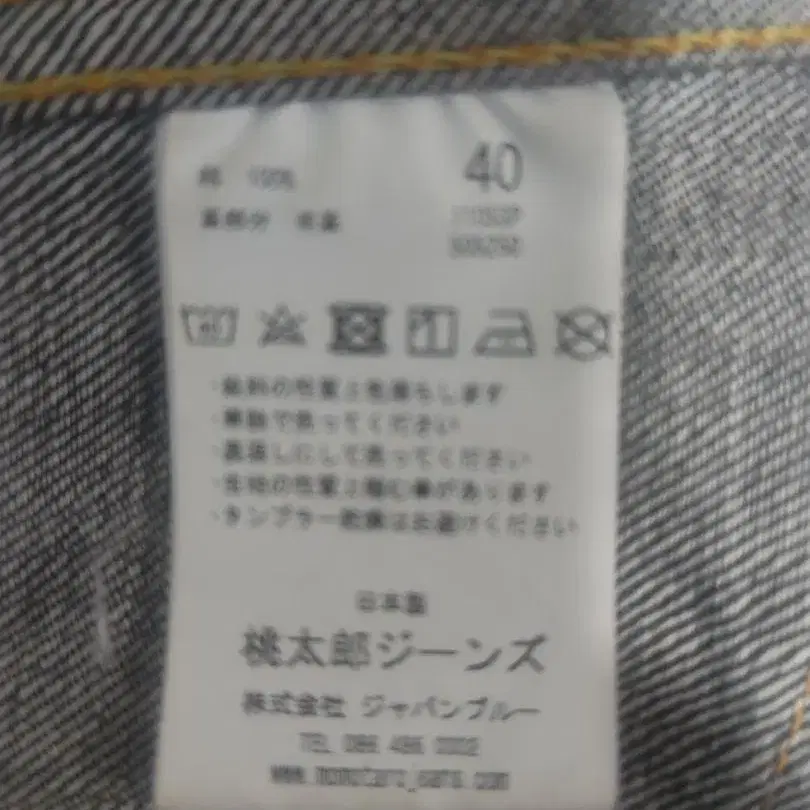 綿 100%
40
裏部分
・染料の性質上色落ちします
・単独で洗ってください
・裏返しにして洗ってください
・生地の性質上縮む事があります
・タンブラー乾燥はお避けください
日本製
桃太郎ジーンズ
株式会社 ジャパンブルー
TEL 086 486